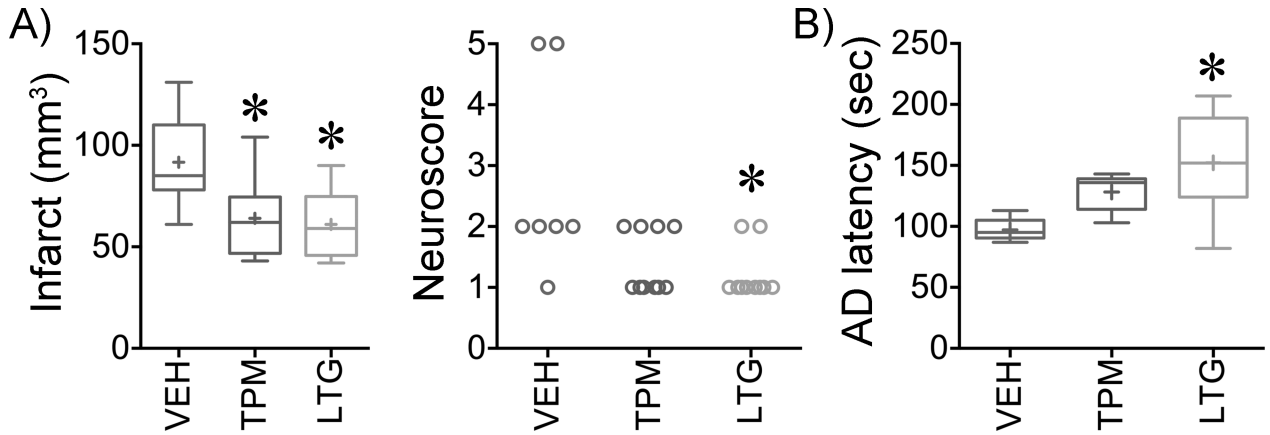 A)
Infarct (mm³)
150
100
50
0
VEH
TPM
LTG
*
*
Neuroscore
5
4
3
2
1
0
VEH
TPM
LTG
*
B)
AD latency (sec)
250
200
150
100
50
0
VEH
TPM
LTG
*